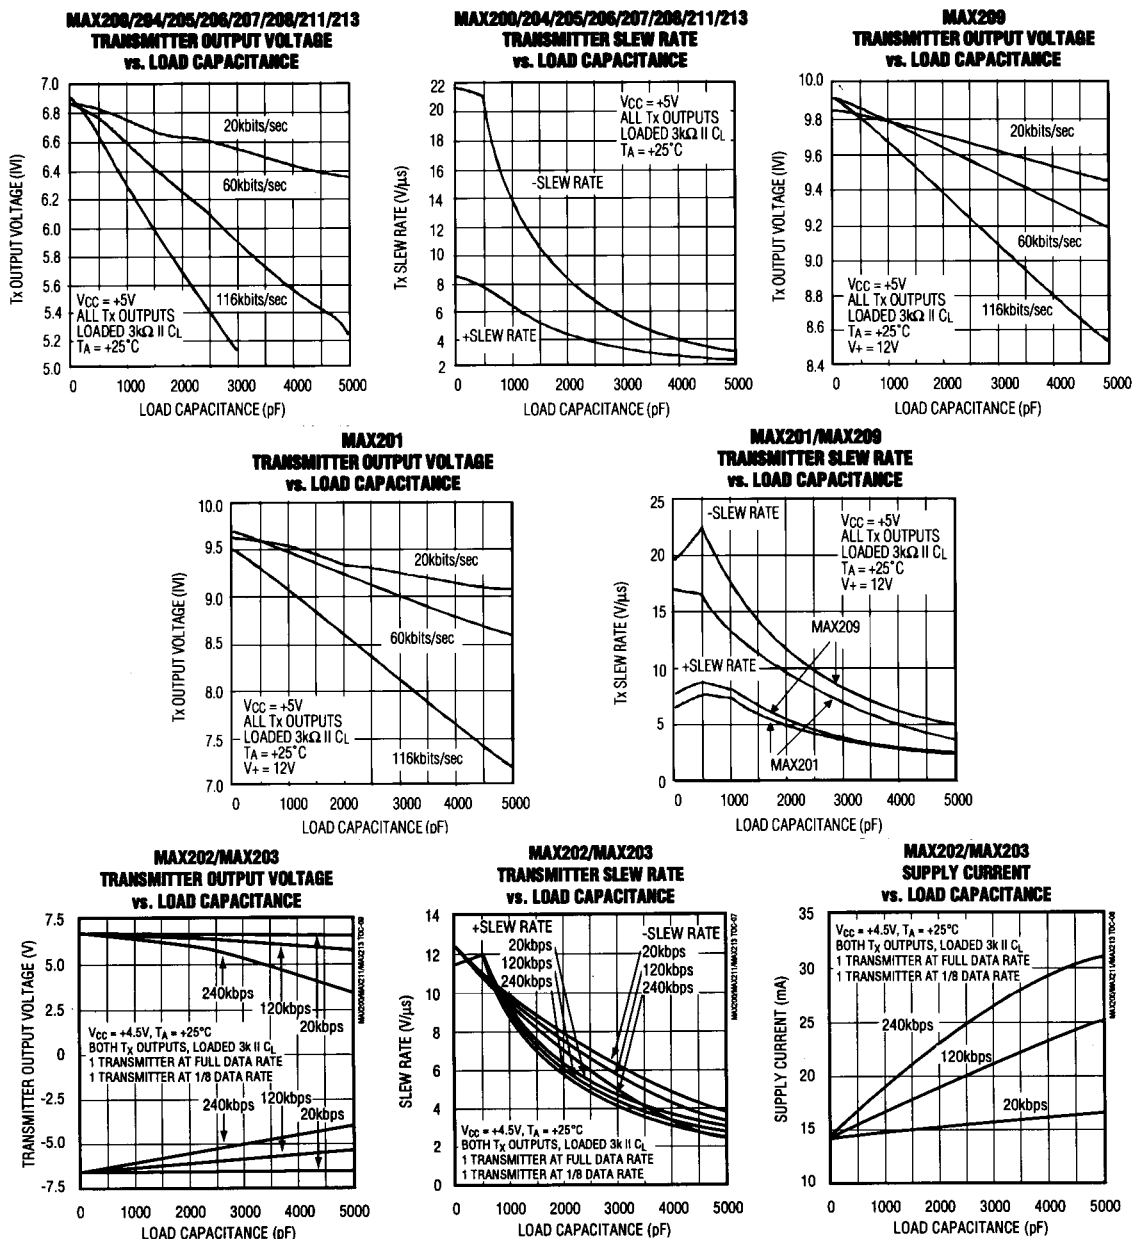 MAX200/204/205/206/207/208/211/213
TRANSMITTER OUTPUT VOLTAGE
vs. LOAD CAPACITANCE
Tx OUTPUT VOLTAGE (IVI)
7.0
6.8
6.6
6.4
6.2
6.0
5.8
5.6
5.4
5.2
5.0
20kbits/sec
60kbits/sec
116kbits/sec
VCC = +5V
ALL Tx OUTPUTS
LOADED 3kΩ II CL
TA = +25°C
0 1000 2000 3000 4000 5000
LOAD CAPACITANCE (pF)
MAX200/204/205/206/207/208/211/213
TRANSMITTER SLEW RATE
vs. LOAD CAPACITANCE
Tx SLEW RATE (V/µs)
22
20
18
16
14
12
10
8
6
4
2
VCC = +5V
ALL Tx OUTPUTS
LOADED 3kΩ II CL
TA = +25°C
-SLEW RATE
+SLEW RATE
0 1000 2000 3000 4000 5000
LOAD CAPACITANCE (pF)
MAX209
TRANSMITTER OUTPUT VOLTAGE
vs. LOAD CAPACITANCE
Tx OUTPUT VOLTAGE (IVI)
10.0
9.8
9.6
9.4
9.2
9.0
8.8
8.6
8.4
20kbits/sec
60kbits/sec
116kbits/sec
VCC = +5V
ALL Tx OUTPUTS
LOADED 3kΩ II CL
TA = +25°C
V+ = 12V
0 1000 2000 3000 4000 5000
LOAD CAPACITANCE (pF)
MAX201
TRANSMITTER OUTPUT VOLTAGE
vs. LOAD CAPACITANCE
Tx OUTPUT VOLTAGE (IVI)
10.0
9.5
9.0
8.5
8.0
7.5
7.0
20kbits/sec
60kbits/sec
116kbits/sec
VCC = +5V
ALL Tx OUTPUTS
LOADED 3kΩ II CL
TA = +25°C
V+ = 12V
0 1000 2000 3000 4000 5000
LOAD CAPACITANCE (pF)
MAX201/MAX209
TRANSMITTER SLEW RATE
vs. LOAD CAPACITANCE
Tx SLEW RATE (V/µs)
25
20
15
10
5
0
-SLEW RATE
VCC = +5V
ALL Tx OUTPUTS
LOADED 3kΩ II CL
TA = +25°C
V+ = 12V
MAX209
+SLEW RATE
MAX201
0 1000 2000 3000 4000 5000
LOAD CAPACITANCE (pF)
MAX202/MAX203
TRANSMITTER OUTPUT VOLTAGE
vs. LOAD CAPACITANCE
TRANSMITTER OUTPUT VOLTAGE (V)
7.5
5.0
2.5
0
-2.5
-5.0
-7.5
240kbps
120kbps
20kbps
VCC = +4.5V, TA = +25°C
BOTH TX OUTPUTS, LOADED 3k II CL
1 TRANSMITTER AT FULL DATA RATE
1 TRANSMITTER AT 1/8 DATA RATE
240kbps
120kbps
20kbps
MAX200/MAX211/MAX213 TOC-09
0 1000 2000 3000 4000 5000
LOAD CAPACITANCE (pF)
MAX202/MAX203
TRANSMITTER SLEW RATE
vs. LOAD CAPACITANCE
SLEW RATE (V/µs)
14
12
10
8
6
4
2
0
+SLEW RATE
20kbps
120kbps
240kbps
-SLEW RATE
20kbps
120kbps
240kbps
VCC = +4.5V, TA = +25°C
BOTH TX OUTPUTS, LOADED 3k II CL
1 TRANSMITTER AT FULL DATA RATE
1 TRANSMITTER AT 1/8 DATA RATE
MAX200/MAX211/MAX213 TOC-07
0 1000 2000 3000 4000 5000
LOAD CAPACITANCE (pF)
MAX202/MAX203
SUPPLY CURRENT
vs. LOAD CAPACITANCE
SUPPLY CURRENT (mA)
35
30
25
20
15
10
VCC = +4.5V, TA = +25°C
BOTH TX OUTPUTS, LOADED 3k II CL
1 TRANSMITTER AT FULL DATA RATE
1 TRANSMITTER AT 1/8 DATA RATE
240kbps
120kbps
20kbps
MAX200/MAX211/MAX213 TOC-08
0 1000 2000 3000 4000 5000
LOAD CAPACITANCE (pF)